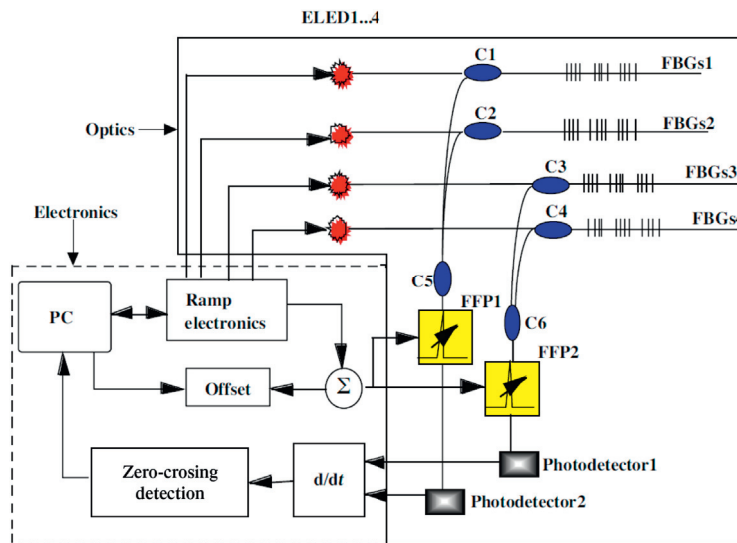 ELED1...4
C1
FBGs1
C2
FBGs2
Optics
C3
FBGs3
Electronics
C4
FBGs
C5
FFP1
PC
Ramp
electronics
C6
FFP2
Offset
Σ
Zero-crosing
detection
d/dt
Photodetector1
Photodetector2